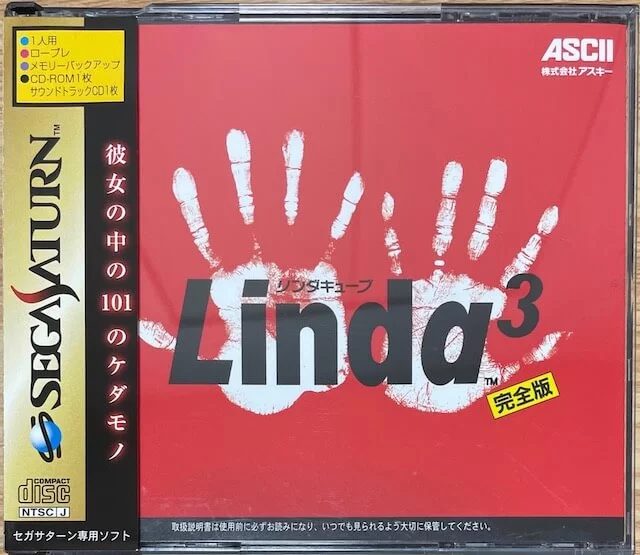 1人用
ロープレ
メモリーバックアップ
CD-ROM1枚
サウンドトラックCD1枚
SEGA SATURN™
彼女の中の101のケダモノ
COMPACT
disc
NTSC J
セガサターン専用ソフト
ASCII
株式会社アスキー
リンダキューブ
Linda³™
完全版
取扱説明書は使用前に必ずお読みになり、いつでも見られるよう大切に保管してください。